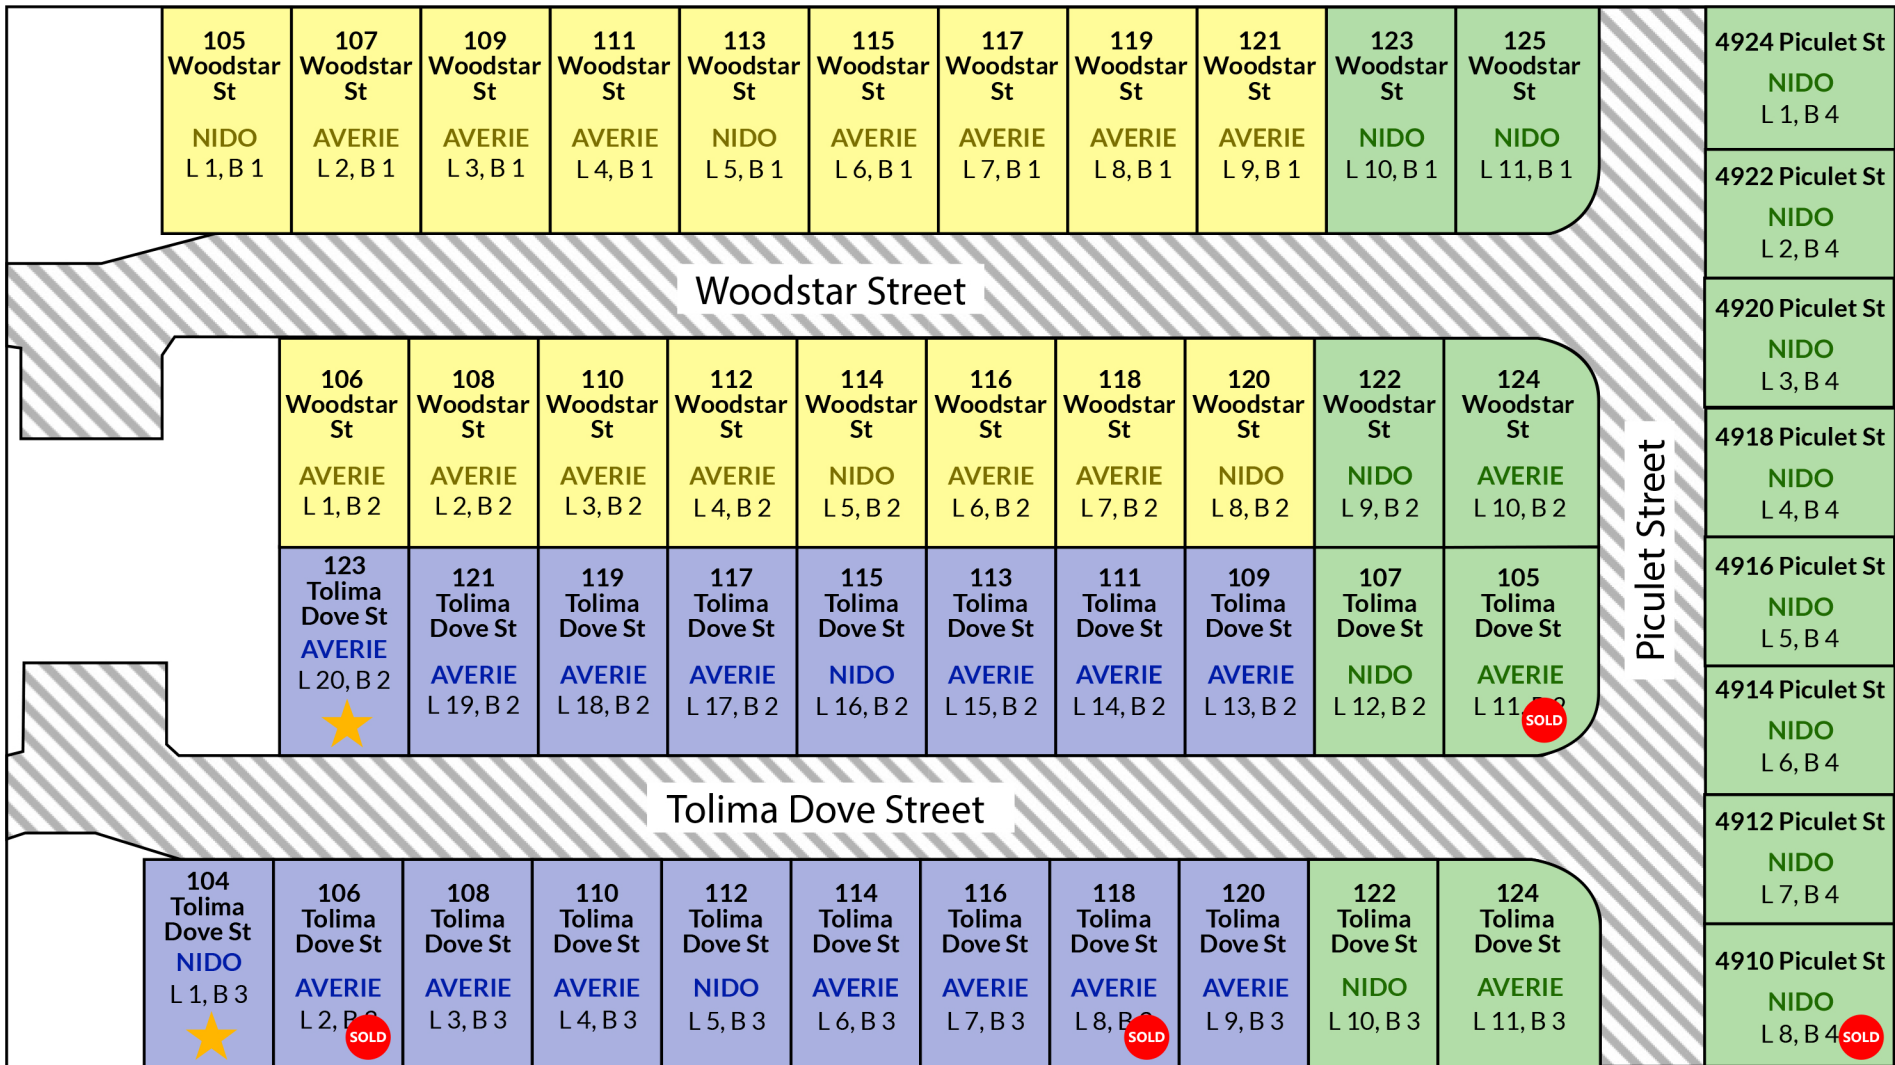 105
Woodstar
St
NIDO
L 1, B 1
107
Woodstar
St
AVERIE
L 2, B 1
109
Woodstar
St
AVERIE
L 3, B 1
111
Woodstar
St
AVERIE
L 4, B 1
113
Woodstar
St
NIDO
L 5, B 1
115
Woodstar
St
AVERIE
L 6, B 1
117
Woodstar
St
AVERIE
L 7, B 1
119
Woodstar
St
AVERIE
L 8, B 1
121
Woodstar
St
AVERIE
L 9, B 1
123
Woodstar
St
NIDO
L 10, B 1
125
Woodstar
St
NIDO
L 11, B 1
Woodstar Street
106
Woodstar
St
AVERIE
L 1, B 2
108
Woodstar
St
AVERIE
L 2, B 2
110
Woodstar
St
AVERIE
L 3, B 2
112
Woodstar
St
AVERIE
L 4, B 2
114
Woodstar
St
NIDO
L 5, B 2
116
Woodstar
St
AVERIE
L 6, B 2
118
Woodstar
St
AVERIE
L 7, B 2
120
Woodstar
St
NIDO
L 8, B 2
122
Woodstar
St
NIDO
L 9, B 2
124
Woodstar
St
AVERIE
L 10, B 2
123
Tolima
Dove St
AVERIE
L 20, B 2
121
Tolima
Dove St
AVERIE
L 19, B 2
119
Tolima
Dove St
AVERIE
L 18, B 2
117
Tolima
Dove St
AVERIE
L 17, B 2
115
Tolima
Dove St
NIDO
L 16, B 2
113
Tolima
Dove St
AVERIE
L 15, B 2
111
Tolima
Dove St
AVERIE
L 14, B 2
109
Tolima
Dove St
AVERIE
L 13, B 2
107
Tolima
Dove St
NIDO
L 12, B 2
105
Tolima
Dove St
AVERIE
L 11,
SOLD
Tolima Dove Street
104
Tolima
Dove St
NIDO
L 1, B 3
106
Tolima
Dove St
AVERIE
L 2, B
SOLD
108
Tolima
Dove St
AVERIE
L 3, B 3
110
Tolima
Dove St
AVERIE
L 4, B 3
112
Tolima
Dove St
NIDO
L 5, B 3
114
Tolima
Dove St
AVERIE
L 6, B 3
116
Tolima
Dove St
AVERIE
L 7, B 3
118
Tolima
Dove St
AVERIE
L 8, B
SOLD
120
Tolima
Dove St
AVERIE
L 9, B 3
122
Tolima
Dove St
NIDO
L 10, B 3
124
Tolima
Dove St
AVERIE
L 11, B 3
Piculet Street
4924 Piculet St
NIDO
L 1, B 4
4922 Piculet St
NIDO
L 2, B 4
4920 Piculet St
NIDO
L 3, B 4
4918 Piculet St
NIDO
L 4, B 4
4916 Piculet St
NIDO
L 5, B 4
4914 Piculet St
NIDO
L 6, B 4
4912 Piculet St
NIDO
L 7, B 4
4910 Piculet St
NIDO
L 8, B 4
SOLD